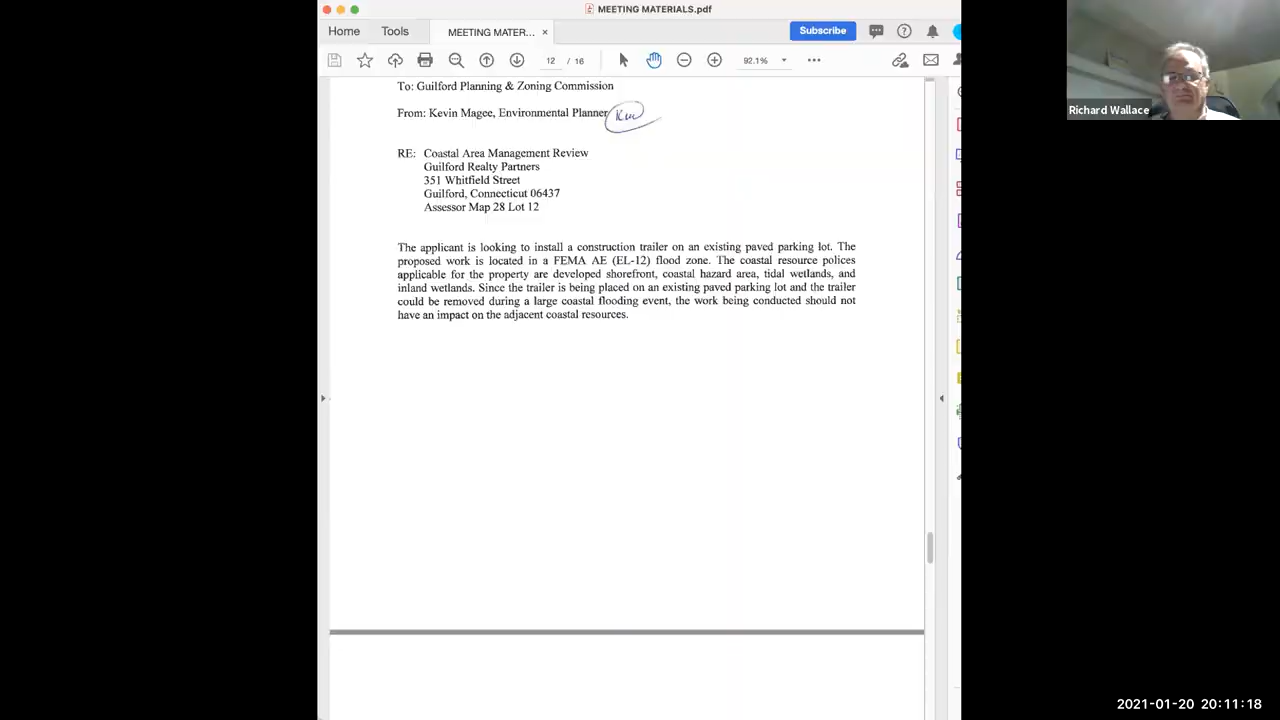 MEETING MATERIALS.pdf
Home Tools MEETING MATER... × Subscribe
12 / 16 92.1%
To: Guilford Planning & Zoning Commission
From: Kevin Magee, Environmental Planner
RE: Coastal Area Management Review
Guilford Realty Partners
351 Whitfield Street
Guilford, Connecticut 06437
Assessor Map 28 Lot 12
The applicant is looking to install a construction trailer on an existing paved parking lot. The
proposed work is located in a FEMA AE (EL-12) flood zone. The coastal resource polices
applicable for the property are developed shorefront, coastal hazard area, tidal wetlands, and
inland wetlands. Since the trailer is being placed on an existing paved parking lot and the trailer
could be removed during a large coastal flooding event, the work being conducted should not
have an impact on the adjacent coastal resources.
Richard Wallace
2021-01-20 20:11:18